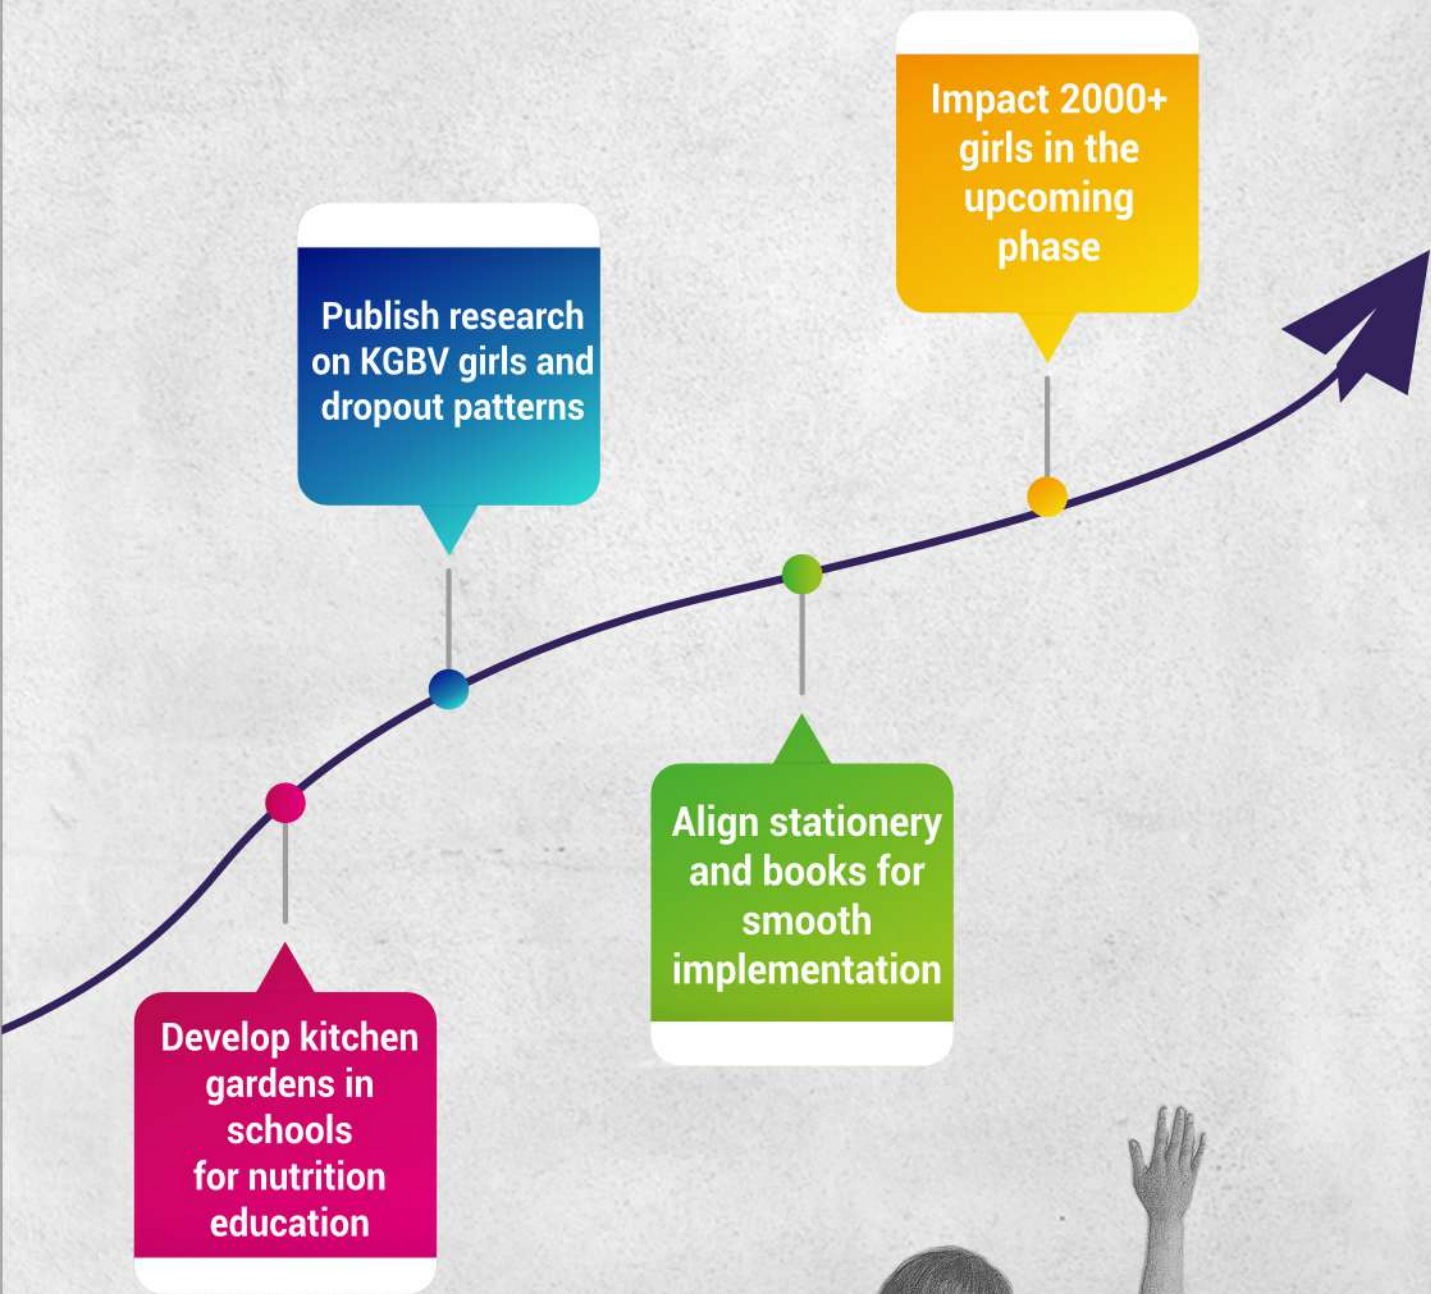 Impact 2000+
girls in the
upcoming
phase
Publish research
on KGBV girls and
dropout patterns
Align stationery
and books for
smooth
implementation
Develop kitchen
gardens in
schools
for nutrition
education